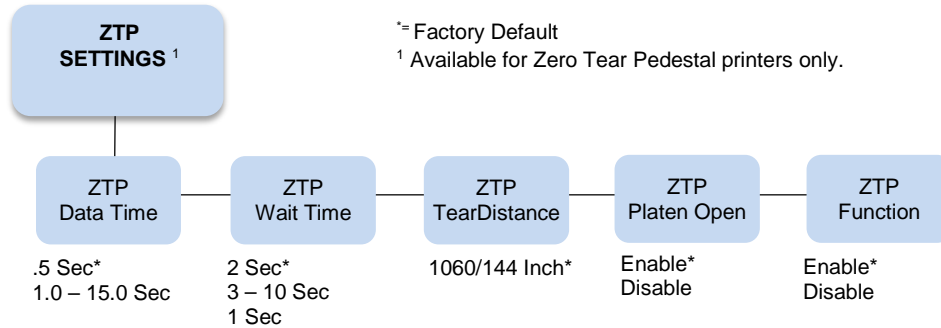 ZTP
SETTINGS ¹
*= Factory Default
¹ Available for Zero Tear Pedestal printers only.
ZTP
Data Time
.5 Sec*
1.0 – 15.0 Sec
ZTP
Wait Time
2 Sec*
3 – 10 Sec
1 Sec
ZTP
TearDistance
1060/144 Inch*
ZTP
Platen Open
Enable*
Disable
ZTP
Function
Enable*
Disable